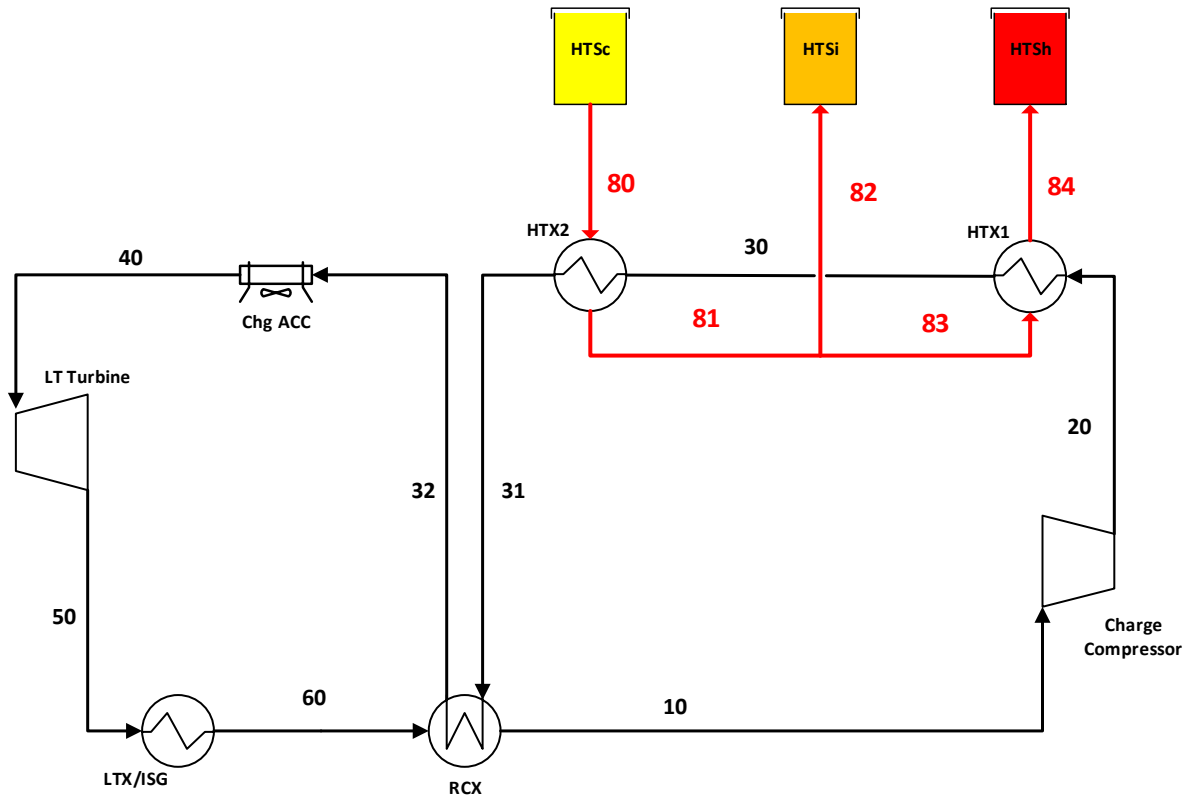 HTSc
HTSi
HTSh
80
82
84
HTX2
30
HTX1
40
81
83
Chg ACC
LT Turbine
20
32
31
50
Charge
Compressor
60
10
LTX/ISG
RCX